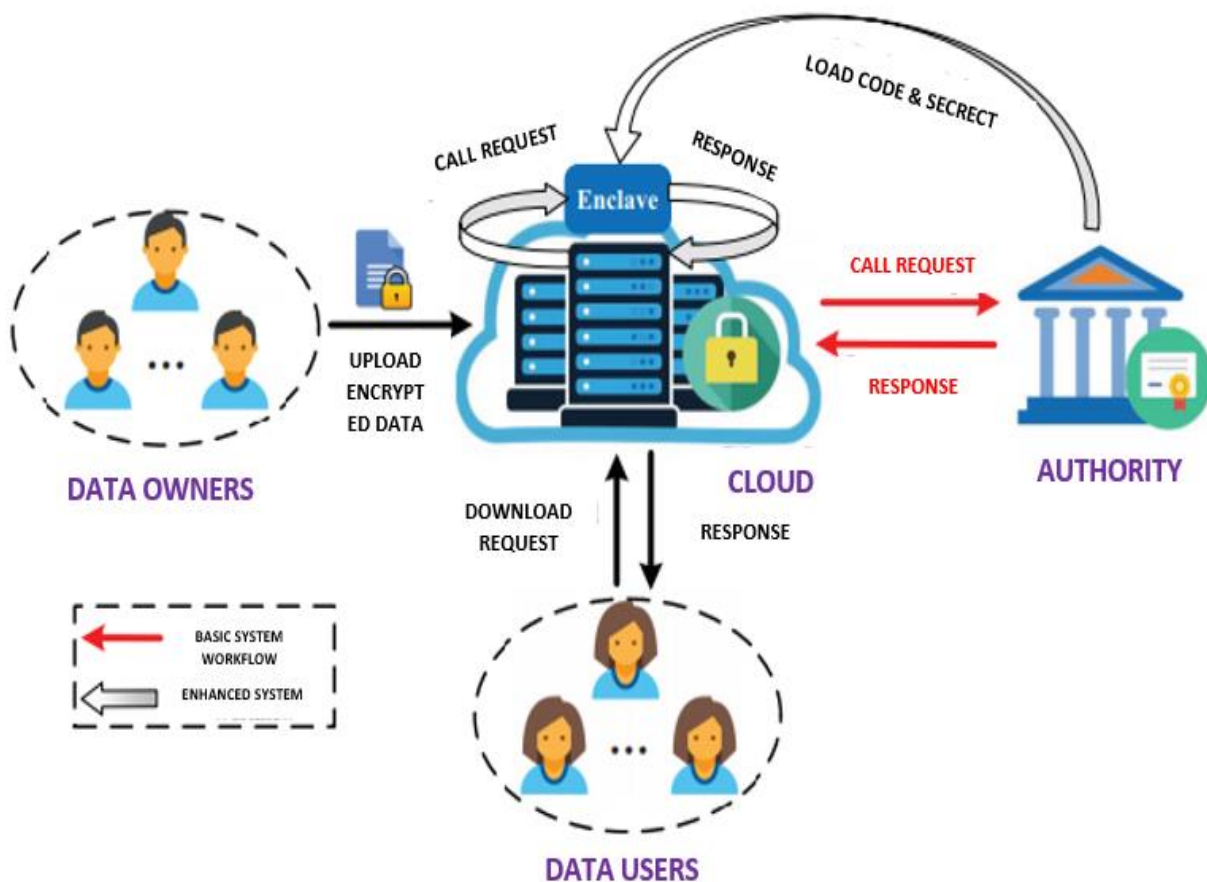 LOAD CODE & SECRECT
CALL REQUEST
RESPONSE
Enclave
CALL REQUEST
RESPONSE
UPLOAD
ENCRYPT
ED DATA
DATA OWNERS
CLOUD
AUTHORITY
DOWNLOAD
REQUEST
RESPONSE
BASIC SYSTEM
WORKFLOW
ENHANCED SYSTEM
DATA USERS